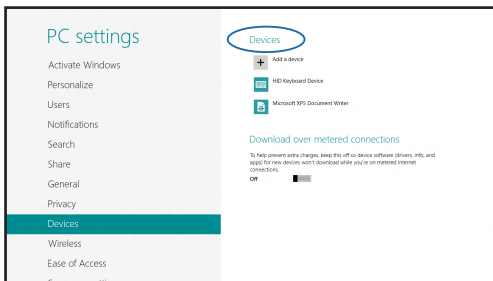 PC settings
Activate Windows
Personalize
Users
Notifications
Search
Share
General
Privacy
Devices
Wireless
Ease of Access
Devices
Add a device
HID Keyboard Device
Microsoft XPS Document Writer
Download over metered connections
To help prevent extra charges, keep this off so device software (drivers, info, and
apps) for new devices won't download while you're on metered Internet
connections.
Off